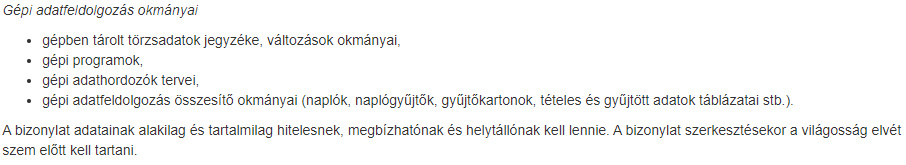 Gépi adatfeldolgozás okmányai
• gépben tárolt törzsadatok jegyzéke, változások okmányai,
• gépi programok,
• gépi adathordozók tervei,
• gépi adatfeldolgozás összesítő okmányai (naplók, naplógyűjtők, gyűjtőkartonok, tételes és gyűjtött adatok táblázatai stb.).
A bizonylat adatainak alakilag és tartalmilag hitelesnek, megbízhatónak és helytállónak kell lennie. A bizonylat szerkesztésekor a világosság elvét
szem előtt kell tartani.